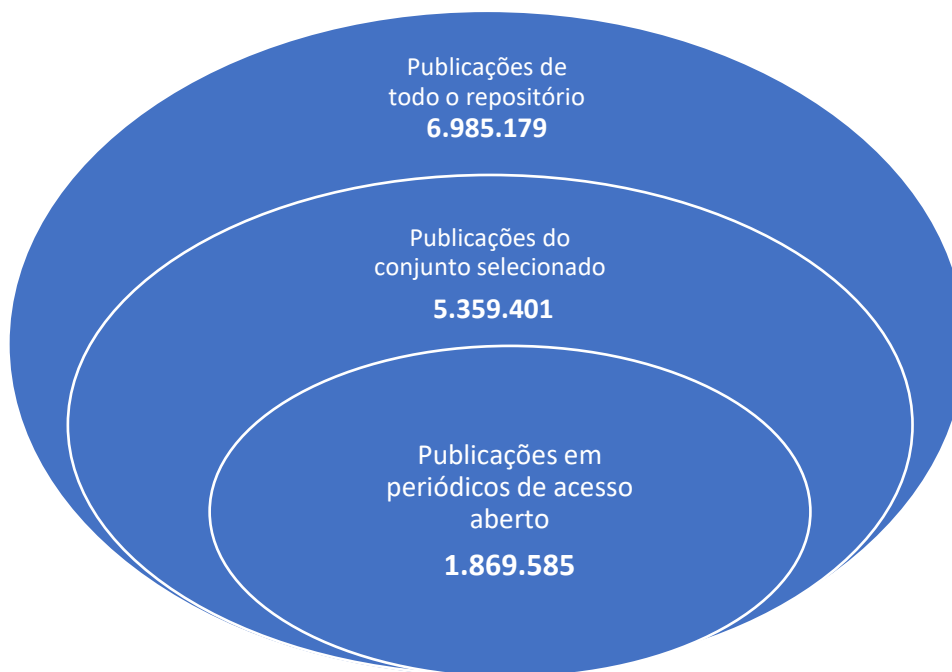 Publicações de
todo o repositório
6.985.179
Publicações do
conjunto selecionado
5.359.401
Publicações em
periódicos de acesso
aberto
1.869.585